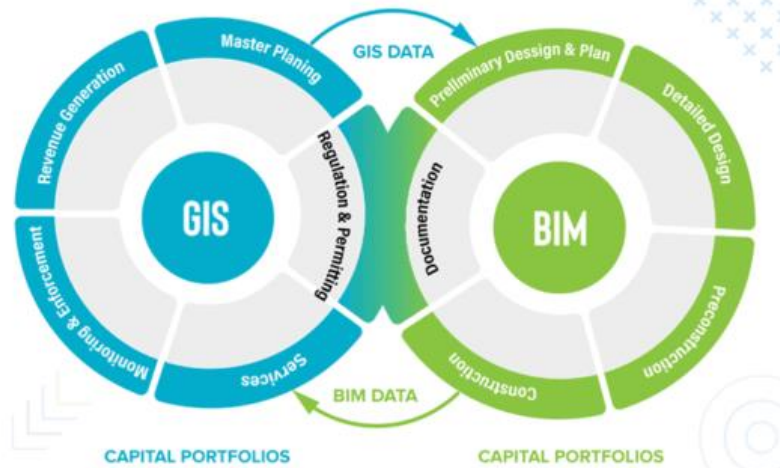 Master Planing
GIS DATA
Prellminary Dessign & Plan
Revenue Generation
Detailed Design
Regulation & Permitting
Documentation
GIS
BIM
Monitoring & Enforcement
Preconstruction
Services
Construction
BIM DATA
CAPITAL PORTFOLIOS
CAPITAL PORTFOLIOS